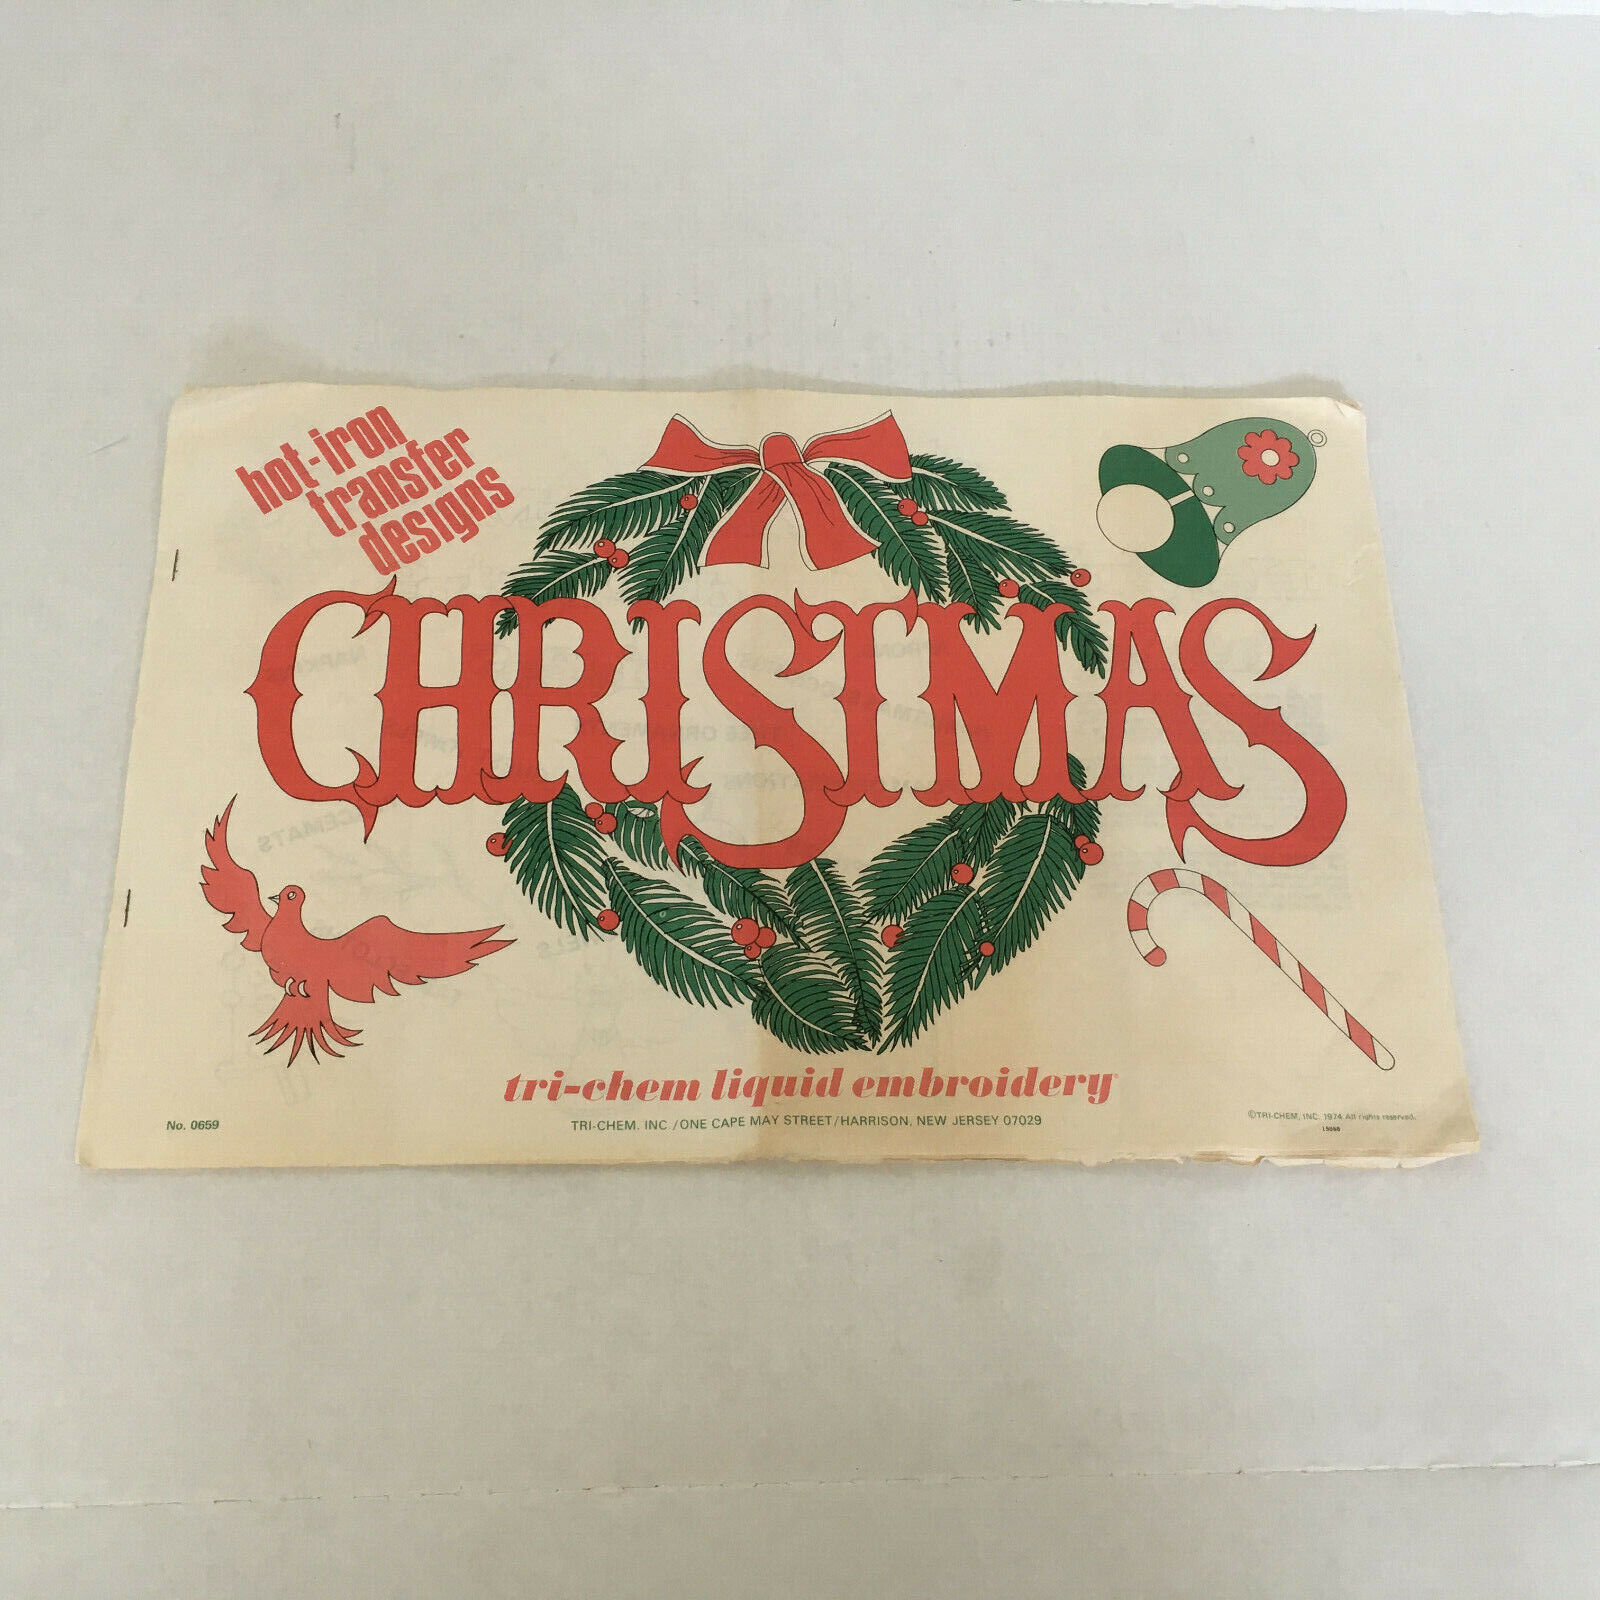 hot-iron
transfer
designs
CHRISTMAS
tri-chem liquid embroidery
No. 0659
TRI-CHEM, INC./ONE CAPE MAY STREET/HARRISON, NEW JERSEY 07029
©TRI-CHEM, INC. 1974 All rights reserved.